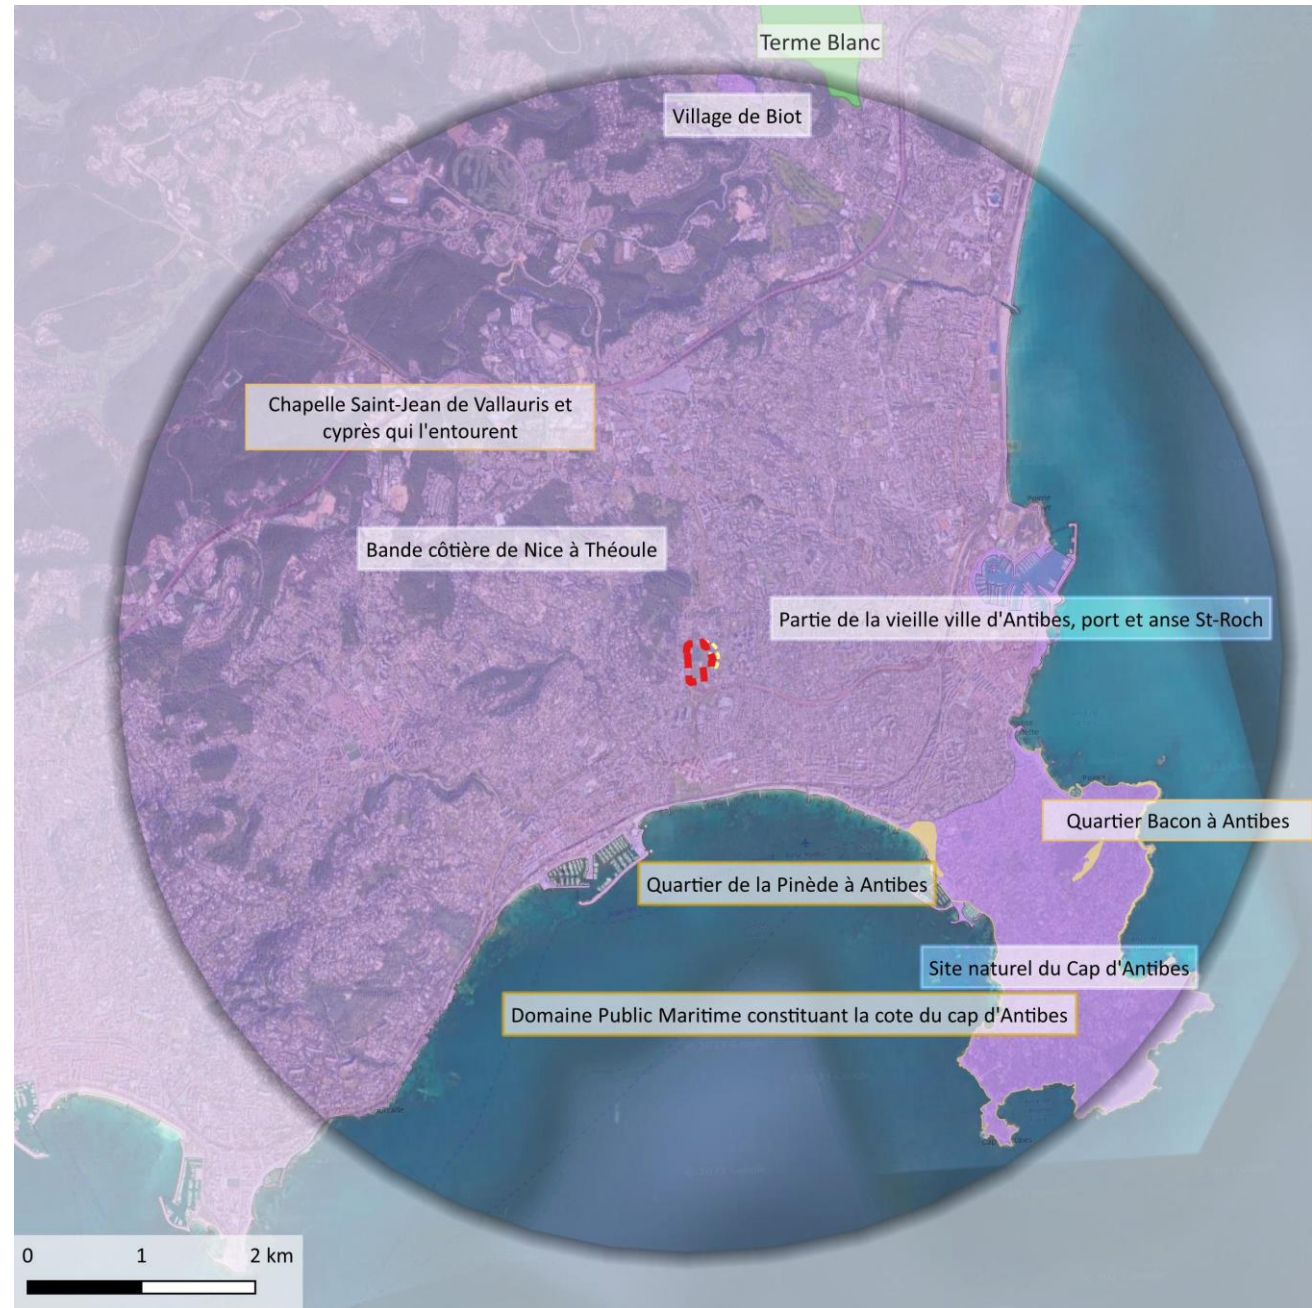 Terme Blanc
Village de Biot
Chapelle Saint-Jean de Vallauris et
cyprès qui l'entourent
Bande côtière de Nice à Théoule
Partie de la vieille ville d'Antibes, port et anse St-Roch
Quartier Bacon à Antibes
Quartier de la Pinède à Antibes
Site naturel du Cap d'Antibes
Domaine Public Maritime constituant la cote du cap d'Antibes
0 1 2 km